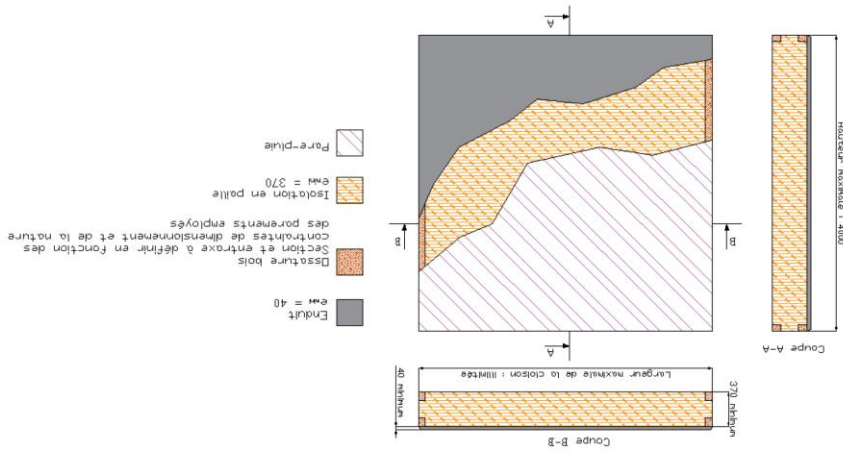 Coupe B-B
370 minimum
40 minimum
Largeur maximale de la cloison : illimitée
Coupe A-A
Hauteur maximale : 4000
A
B
B
A
Enduit
emin = 40
Ossature bois
Section et entraxe à définir en fonction des
contraintes de dimensionnement et de la nature
des parements employés
Isolation en paille
emin = 370
Pare-pluie